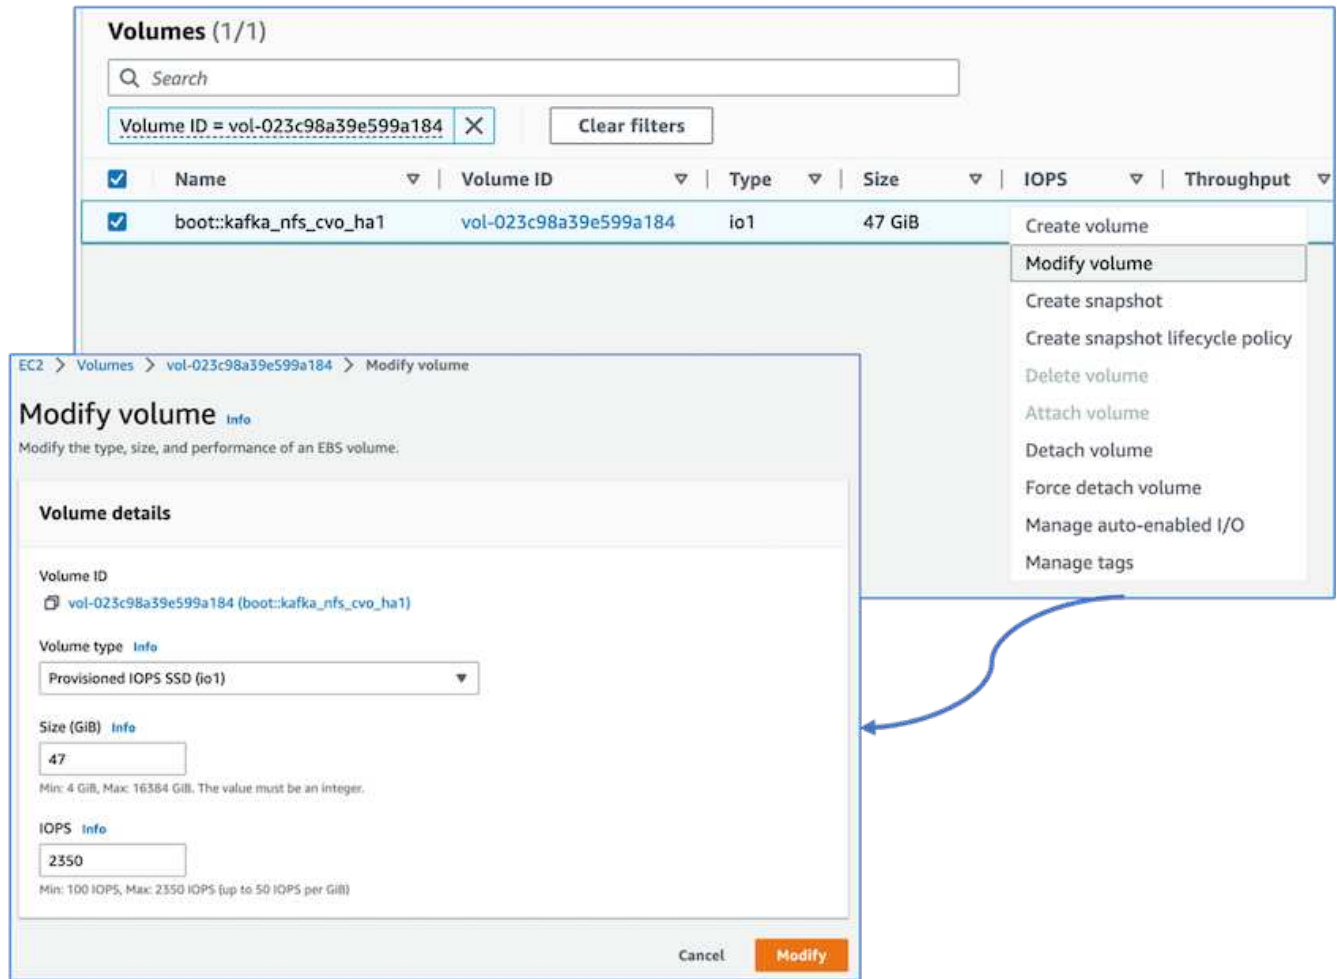 Volumes (1/1)
Search
Volume ID = vol-023c98a39e599a184
Clear filters
Name Volume ID Type Size IOPS Throughput
boot::kafka_nfs_cvo_ha1 vol-023c98a39e599a184 io1 47 GiB
Create volume
Modify volume
Create snapshot
Create snapshot lifecycle policy
Delete volume
Attach volume
Detach volume
Force detach volume
Manage auto-enabled I/O
Manage tags
EC2 > Volumes > vol-023c98a39e599a184 > Modify volume
Modify volume Info
Modify the type, size, and performance of an EBS volume.
Volume details
Volume ID
vol-023c98a39e599a184 (boot::kafka_nfs_cvo_ha1)
Volume type Info
Provisioned IOPS SSD (io1)
Size (GiB) Info
47
Min: 4 GiB, Max: 16384 GiB. The value must be an integer.
IOPS Info
2350
Min: 100 IOPS, Max: 2350 IOPS (up to 50 IOPS per GiB)
Cancel Modify